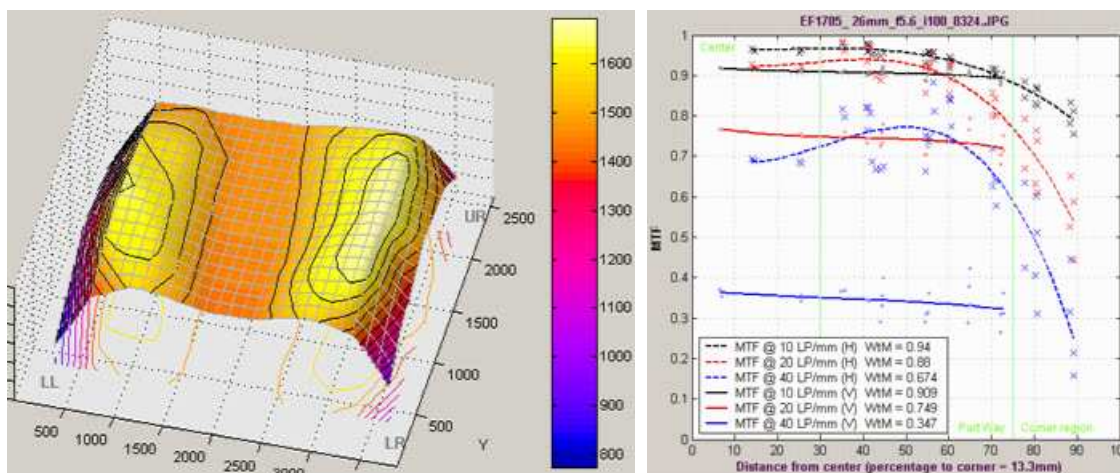 1600
1500
1400
1300
1200
1100
1000
900
800
UR
2500
2000
1500
1000
500
LL
LR
Y
500
1000
1500
2000
2500
EF1785_ 26mm_f5.6_i100_8324.JPG
Center
1
0.9
0.8
0.7
0.6
0.5
0.4
0.3
0.2
0.1
0
MTF
MTF @ 10 LP/mm (H) WtM = 0.94
MTF @ 20 LP/mm (H) WtM = 0.88
MTF @ 40 LP/mm (H) WtM = 0.674
MTF @ 10 LP/mm (V) WtM = 0.909
MTF @ 20 LP/mm (V) WtM = 0.749
MTF @ 40 LP/mm (V) WtM = 0.347
Part Way
Corner region
0 10 20 30 40 50 60 70 80 90
Distance from center (percentage to corner = 13.3mm)